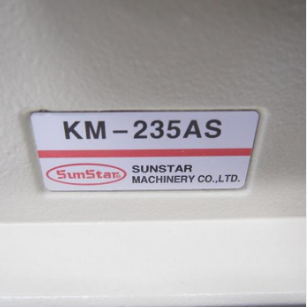 KM-235AS
SunStar
SUNSTAR
MACHINERY CO.,LTD.